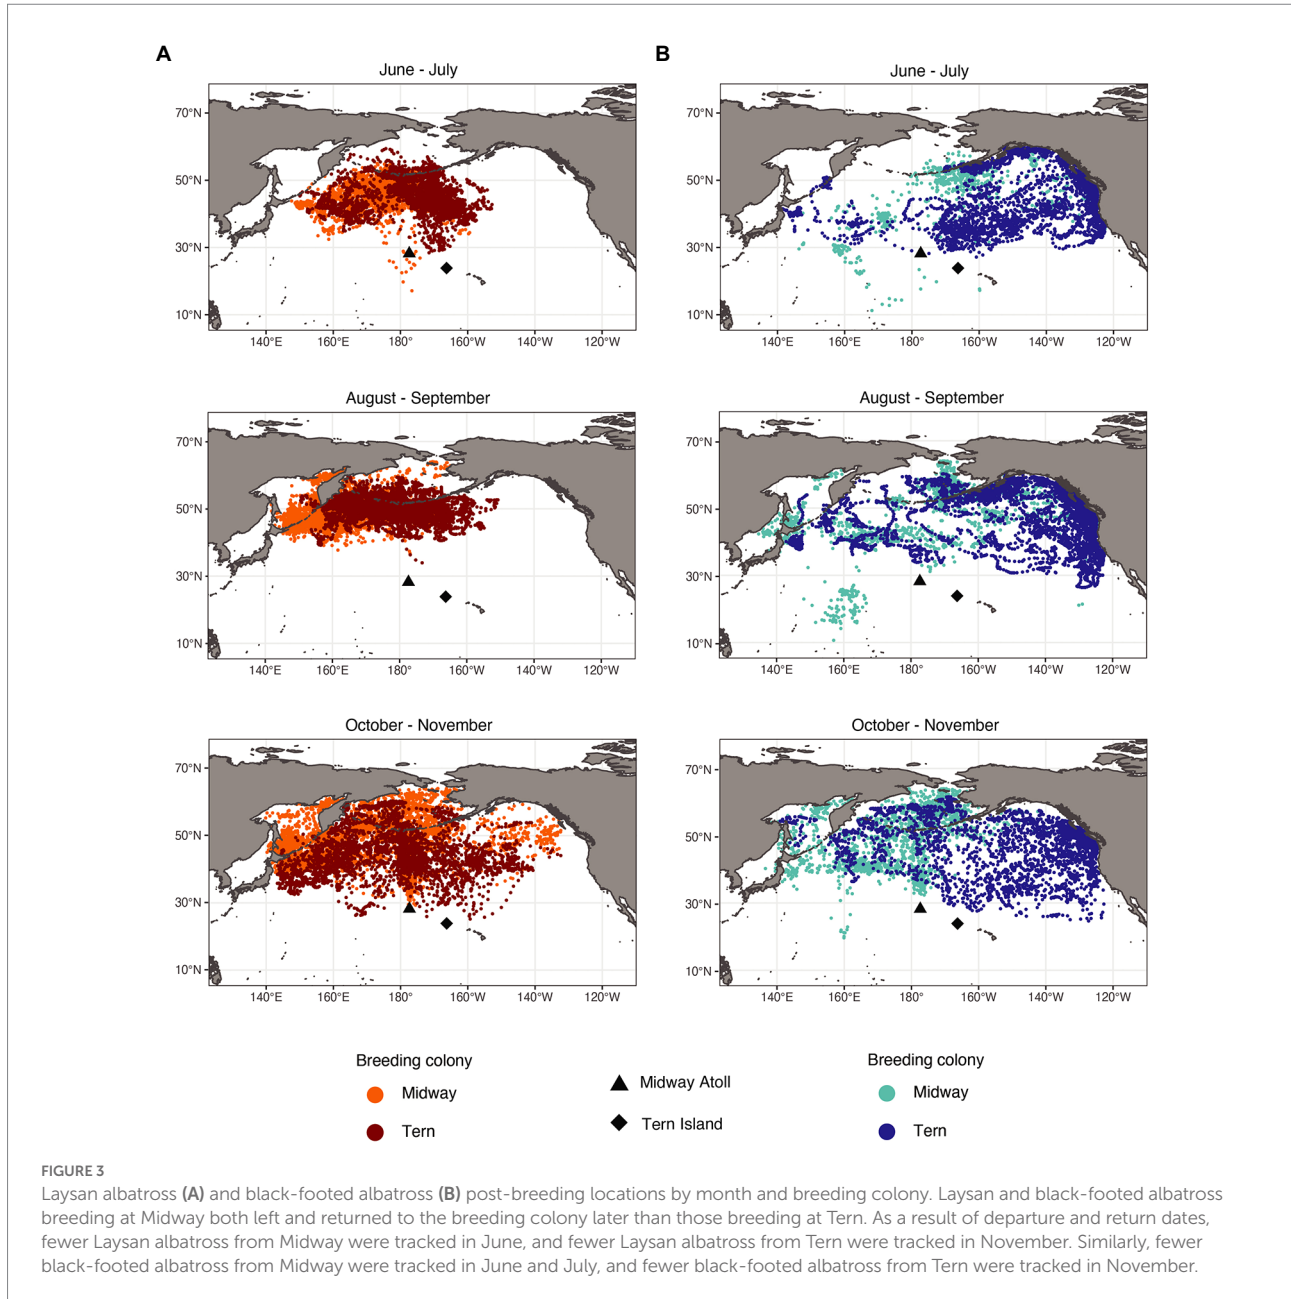 A
B
June - July
70°N
50°N
30°N
10°N
140°E
160°E
180°
160°W
140°W
120°W
June - July
70°N
50°N
30°N
10°N
140°E
160°E
180°
160°W
140°W
120°W
August - September
70°N
50°N
30°N
10°N
140°E
160°E
180°
160°W
140°W
120°W
August - September
70°N
50°N
30°N
10°N
140°E
160°E
180°
160°W
140°W
120°W
October - November
70°N
50°N
30°N
10°N
140°E
160°E
180°
160°W
140°W
120°W
October - November
70°N
50°N
30°N
10°N
140°E
160°E
180°
160°W
140°W
120°W
Breeding colony
Midway
Tern
Midway Atoll
Tern Island
Breeding colony
Midway
Tern
FIGURE 3
Laysan albatross (A) and black-footed albatross (B) post-breeding locations by month and breeding colony. Laysan and black-footed albatross
breeding at Midway both left and returned to the breeding colony later than those breeding at Tern. As a result of departure and return dates,
fewer Laysan albatross from Midway were tracked in June, and fewer Laysan albatross from Tern were tracked in November. Similarly, fewer
black-footed albatross from Midway were tracked in June and July, and fewer black-footed albatross from Tern were tracked in November.